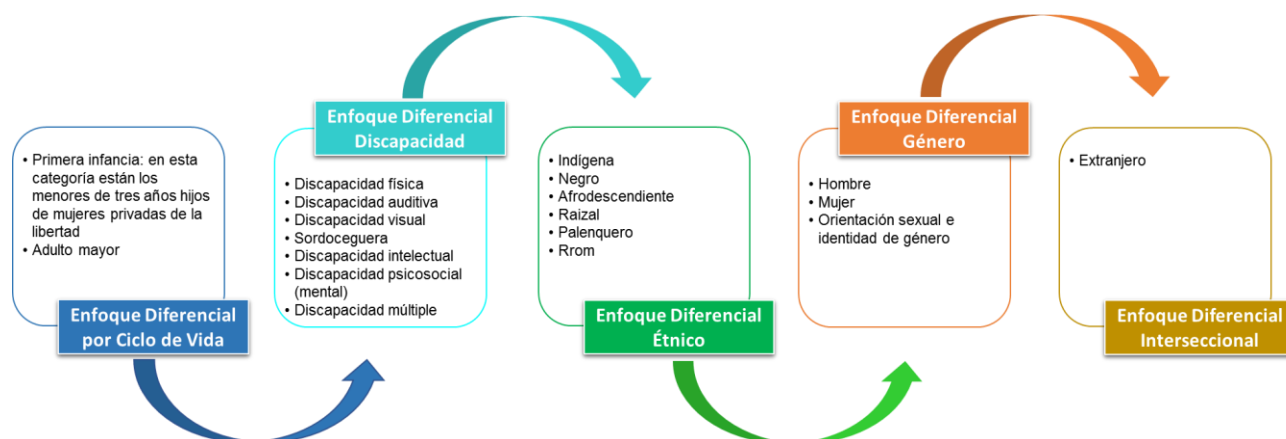 • Primera infancia: en esta
categoría están los
menores de tres años hijos
de mujeres privadas de la
libertad
• Adulto mayor
Enfoque Diferencial
por Ciclo de Vida
Enfoque Diferencial
Discapacidad
• Discapacidad física
• Discapacidad auditiva
• Discapacidad visual
• Sordoceguera
• Discapacidad intelectual
• Discapacidad psicosocial
(mental)
• Discapacidad múltiple
• Indígena
• Negro
• Afrodescendiente
• Raizal
• Palenquero
• Rrom
Enfoque Diferencial
Étnico
Enfoque Diferencial
Género
• Hombre
• Mujer
• Orientación sexual e
identidad de género
• Extranjero
Enfoque Diferencial
Interseccional